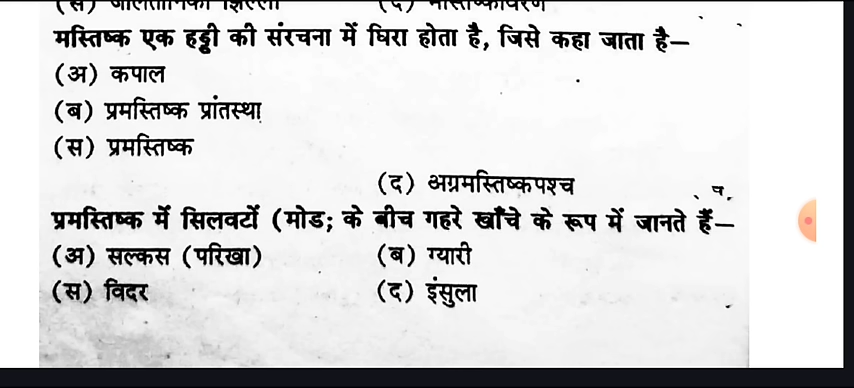 मस्तिष्क एक हड्डी की संरचना में घिरा होता है, जिसे कहा जाता है—
(अ) कपाल
(ब) प्रमस्तिष्क प्रांतस्था
(स) प्रमस्तिष्क
(द) अग्रमस्तिष्कपश्च
प्रमस्तिष्क में सिलवटों (मोड; के बीच गहरे खाँचे के रूप में जानते हैं—
(अ) सल्कस (परिखा) (ब) ग्यारी
(स) विदर (द) इंसुला